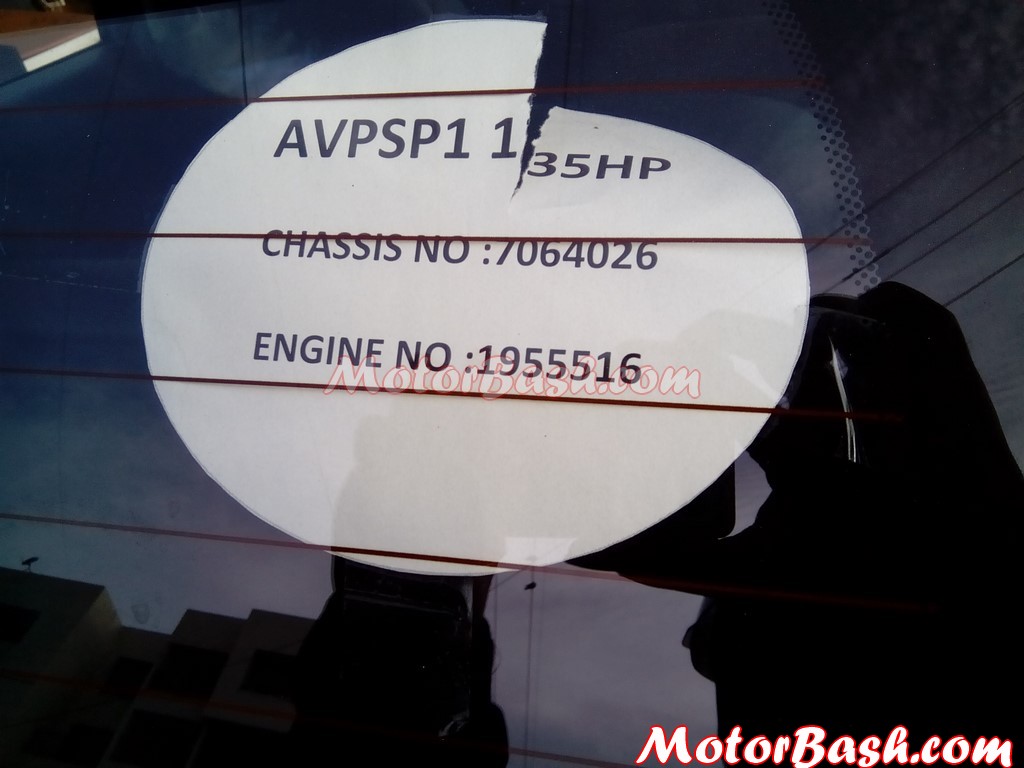 AVPSP1 1 35HP
CHASSIS NO :7064026
ENGINE NO :1955516
MotorBash.com
MotorBash.com